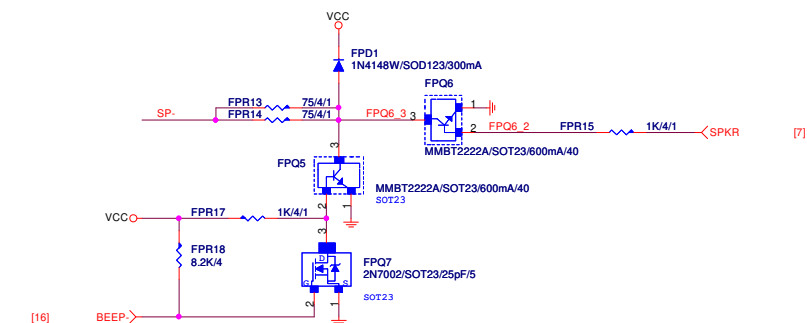 VCC
FPD1
1N4148W/SOD123/300mA
FPQ6
SP-
FPR13
75/4/1
FPR14
75/4/1
FPQ6_3
3
1
2
FPQ6_2
FPR15
1K/4/1
SPKR
[7]
MMBT2222A/SOT23/600mA/40
3
FPQ5
MMBT2222A/SOT23/600mA/40
SOT23
2
1
VCC
FPR17
1K/4/1
3
FPR18
8.2K/4
D
G
S
FPQ7
2N7002/SOT23/25pF/5
SOT23
2
1
[16]
BEEP-